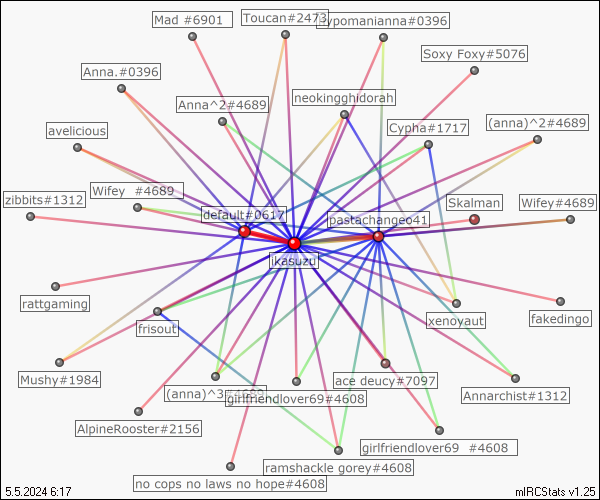 Mad #6901
Toucan#2473
ypomanianna#0396
Soxy Foxy#5076
Anna.#0396
Anna^2#4689
neokingghidorah
Cypha#1717
(anna)^2#4689
avelicious
zibbits#1312
Wifey #4689
default#0617
pastachangeo41
Skalman
Wifey#4689
ikasuzu
rattgaming
frisout
xenoyaut
fakedingo
Mushy#1984
(anna)^3#4689
girlfriendlover69#4608
ace deucy#7097
Annarchist#1312
AlpineRooster#2156
girlfriendlover69 #4608
ramshackle gorey#4608
no cops no laws no hope#4608
5.5.2024 6:17
mIRCStats v1.25